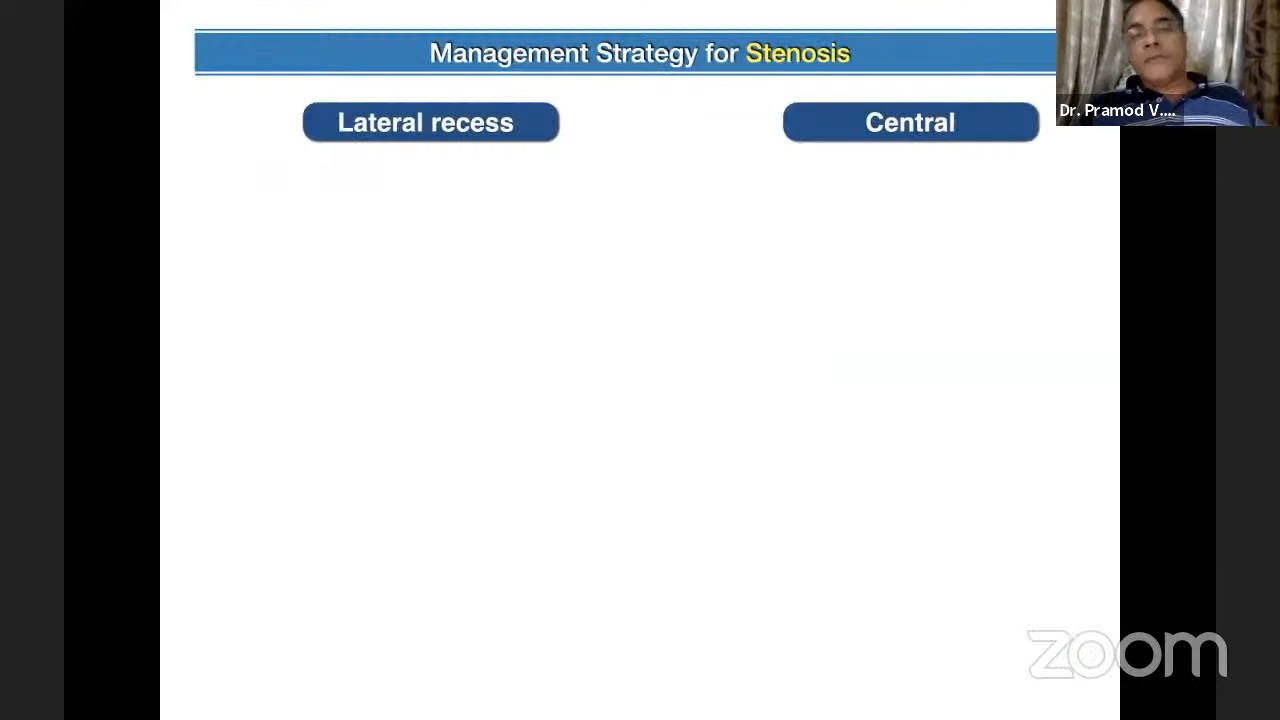 Management Strategy for Stenosis
Lateral recess
Central
Dr. Pramod V....
zoom